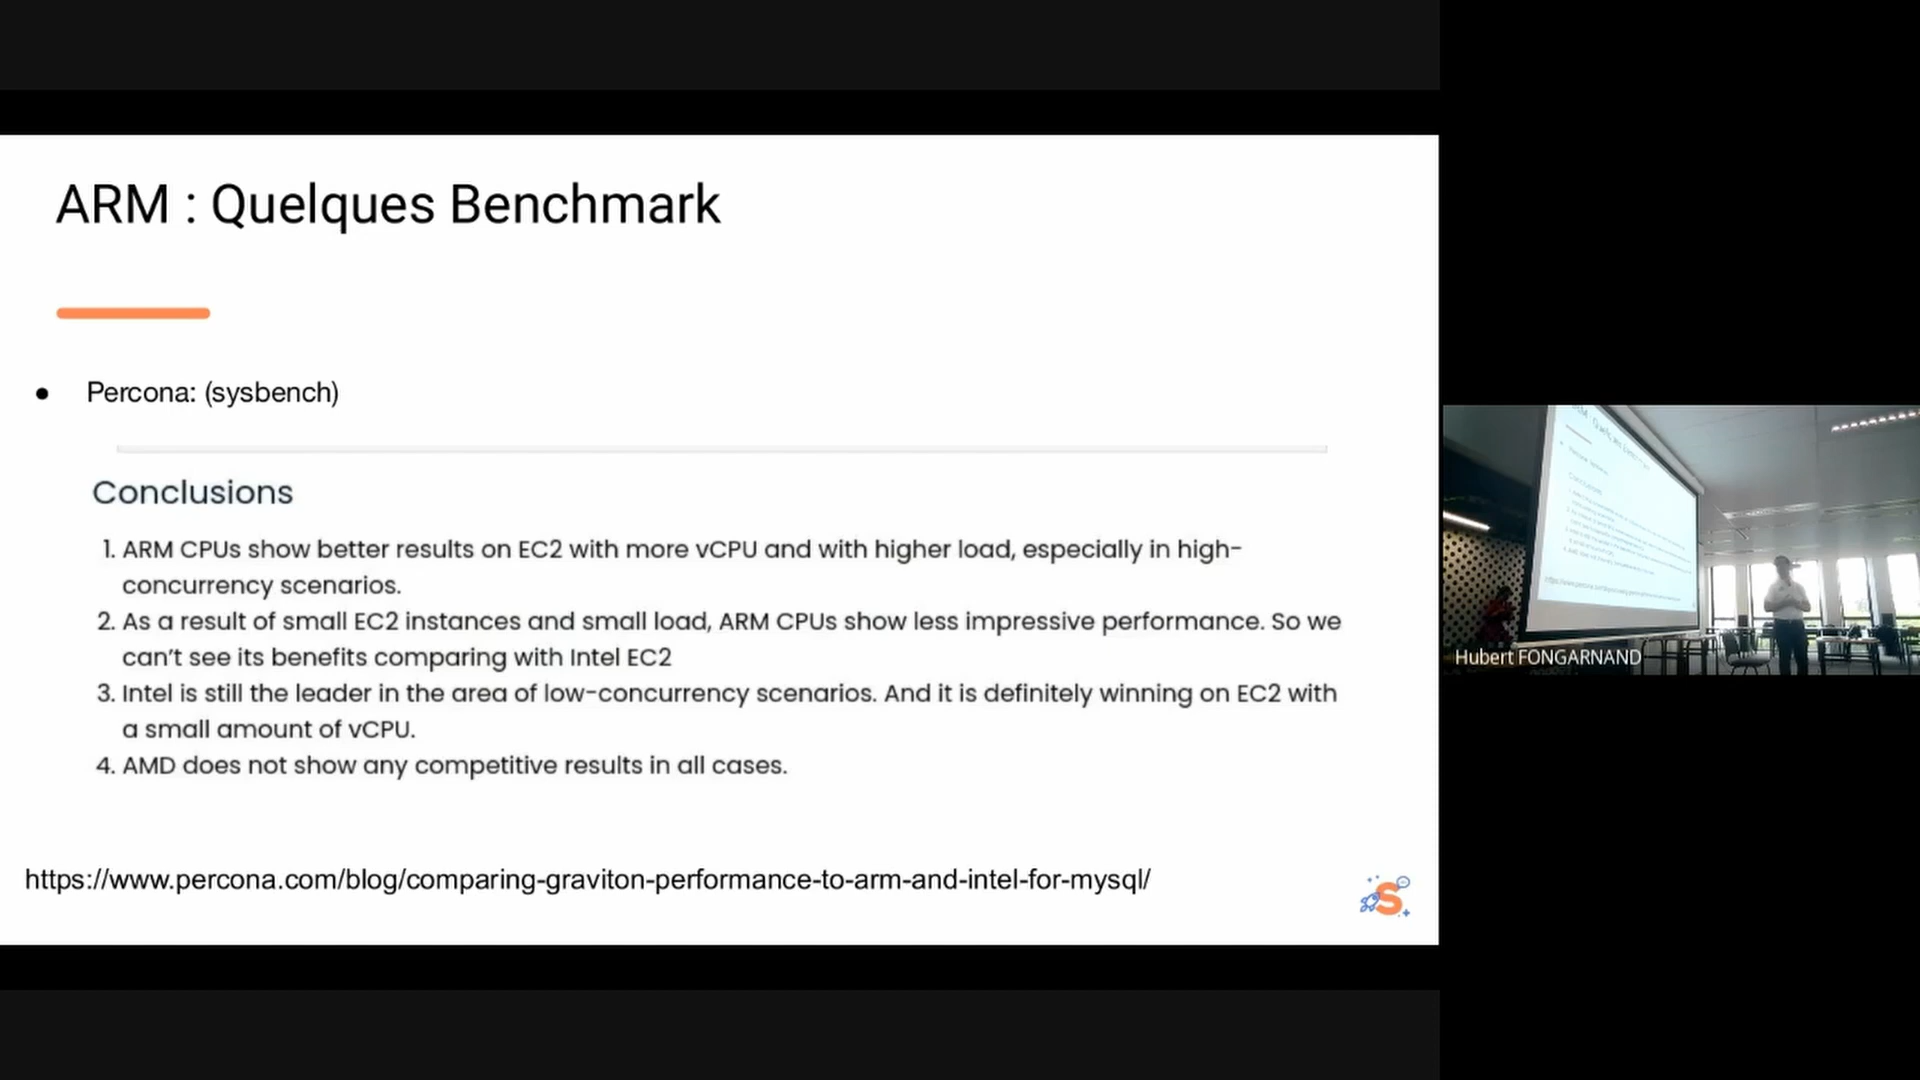 ARM : Quelques Benchmark
● Percona: (sysbench)
Conclusions
1. ARM CPUs show better results on EC2 with more vCPU and with higher load, especially in high-
concurrency scenarios.
2. As a result of small EC2 instances and small load, ARM CPUs show less impressive performance. So we
can't see its benefits comparing with Intel EC2
3. Intel is still the leader in the area of low-concurrency scenarios. And it is definitely winning on EC2 with
a small amount of vCPU.
4. AMD does not show any competitive results in all cases.
https://www.percona.com/blog/comparing-graviton-performance-to-arm-and-intel-for-mysql/
Hubert FONGARNAND